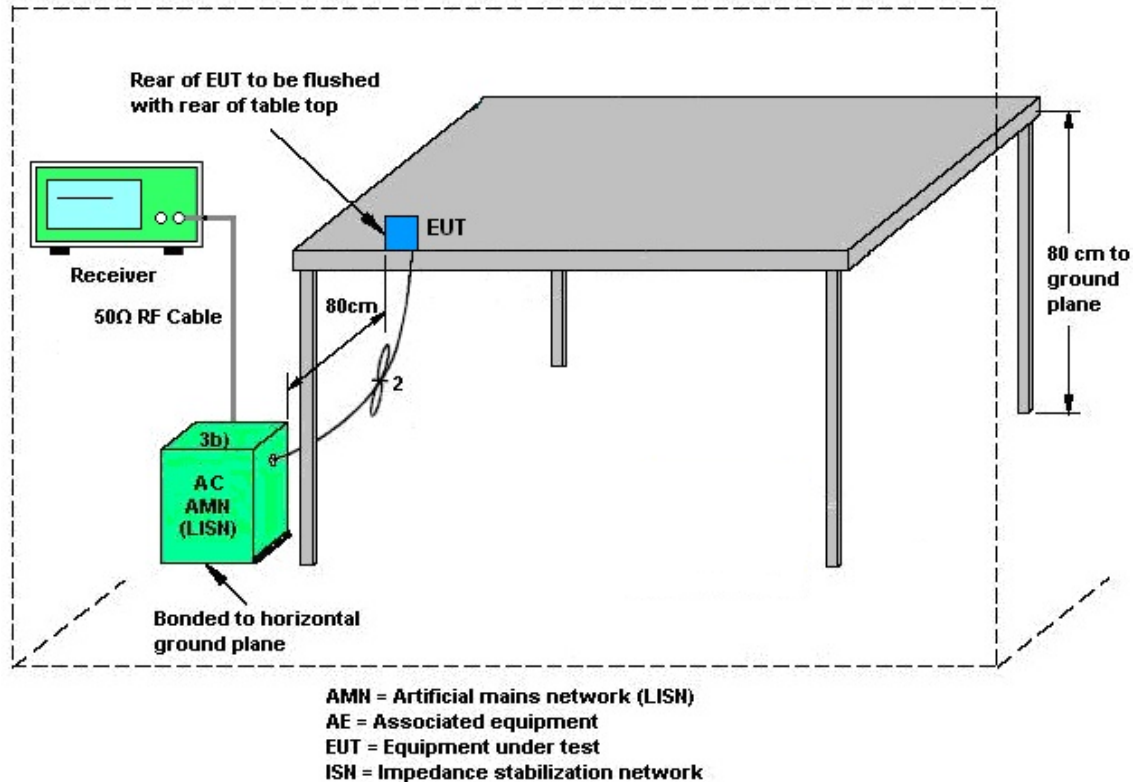 Rear of EUT to be flushed
with rear of table top
EUT
Receiver
50Ω RF Cable
80cm
80 cm to
ground
plane
2
3b)
AC
AMN
(LISN)
Bonded to horizontal
ground plane
AMN = Artificial mains network (LISN)
AE = Associated equipment
EUT = Equipment under test
ISN = Impedance stabilization network